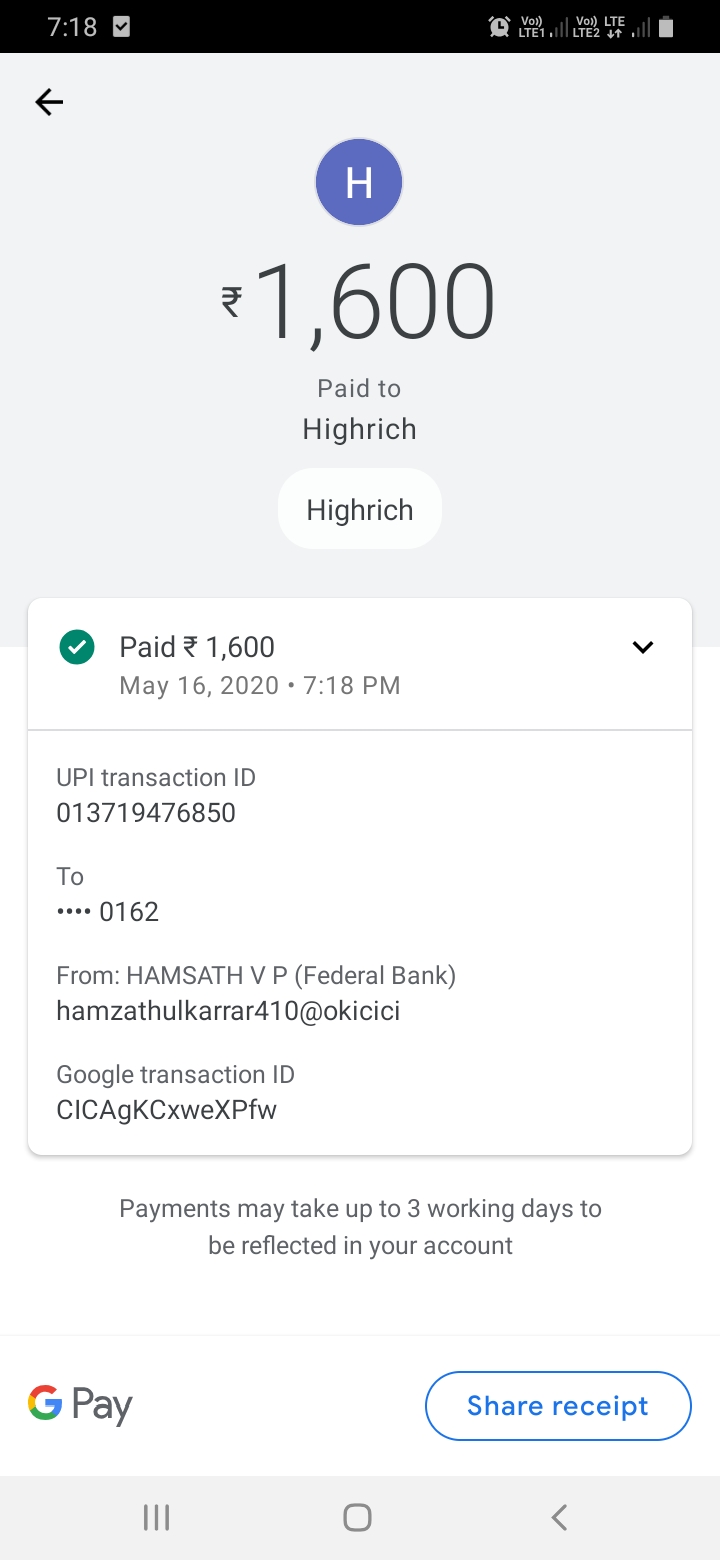 7:18
Vo)) LTE1 Vo)) LTE2 LTE
H
₹1,600
Paid to
Highrich
Highrich
Paid ₹ 1,600
May 16, 2020 • 7:18 PM
UPI transaction ID
013719476850
To
•••• 0162
From: HAMSATH V P (Federal Bank)
hamzathulkarrar410@okicici
Google transaction ID
CICAgKCxweXPfw
Payments may take up to 3 working days to
be reflected in your account
G Pay
Share receipt